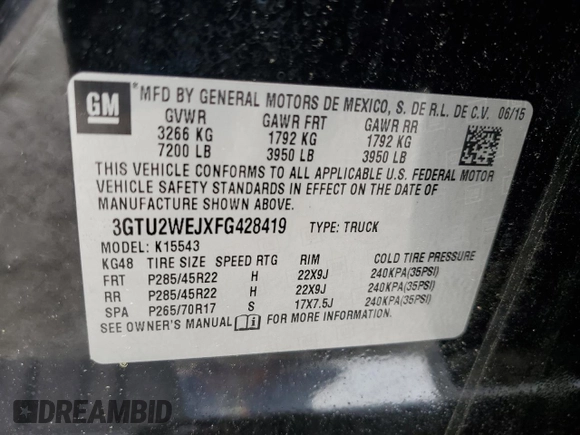 GM
*MFD BY GENERAL MOTORS DE MEXICO, S. DE R.L. DE C.V. 06/15
GVWR GAWR FRT GAWR RR
3266 KG 1792 KG 1792 KG
7200 LB 3950 LB 3950 LB
THIS VEHICLE CONFORMS TO ALL APPLICABLE U.S. FEDERAL MOTOR
VEHICLE SAFETY STANDARDS IN EFFECT ON THE DATE OF
MANUFACTURE SHOWN ABOVE.
3GTU2WEJXFG428419 TYPE: TRUCK
MODEL: K15543
KG48 TIRE SIZE SPEED RTG RIM COLD TIRE PRESSURE
FRT P285/45R22 H 22X9J 240KPA(35PSI)
RR P285/45R22 H 22X9J 240KPA(35PSI)
SPA P265/70R17 S 17X7.5J 240KPA(35PSI)
SEE OWNER'S MANUAL FOR MORE INFORMATION
DREAMBID